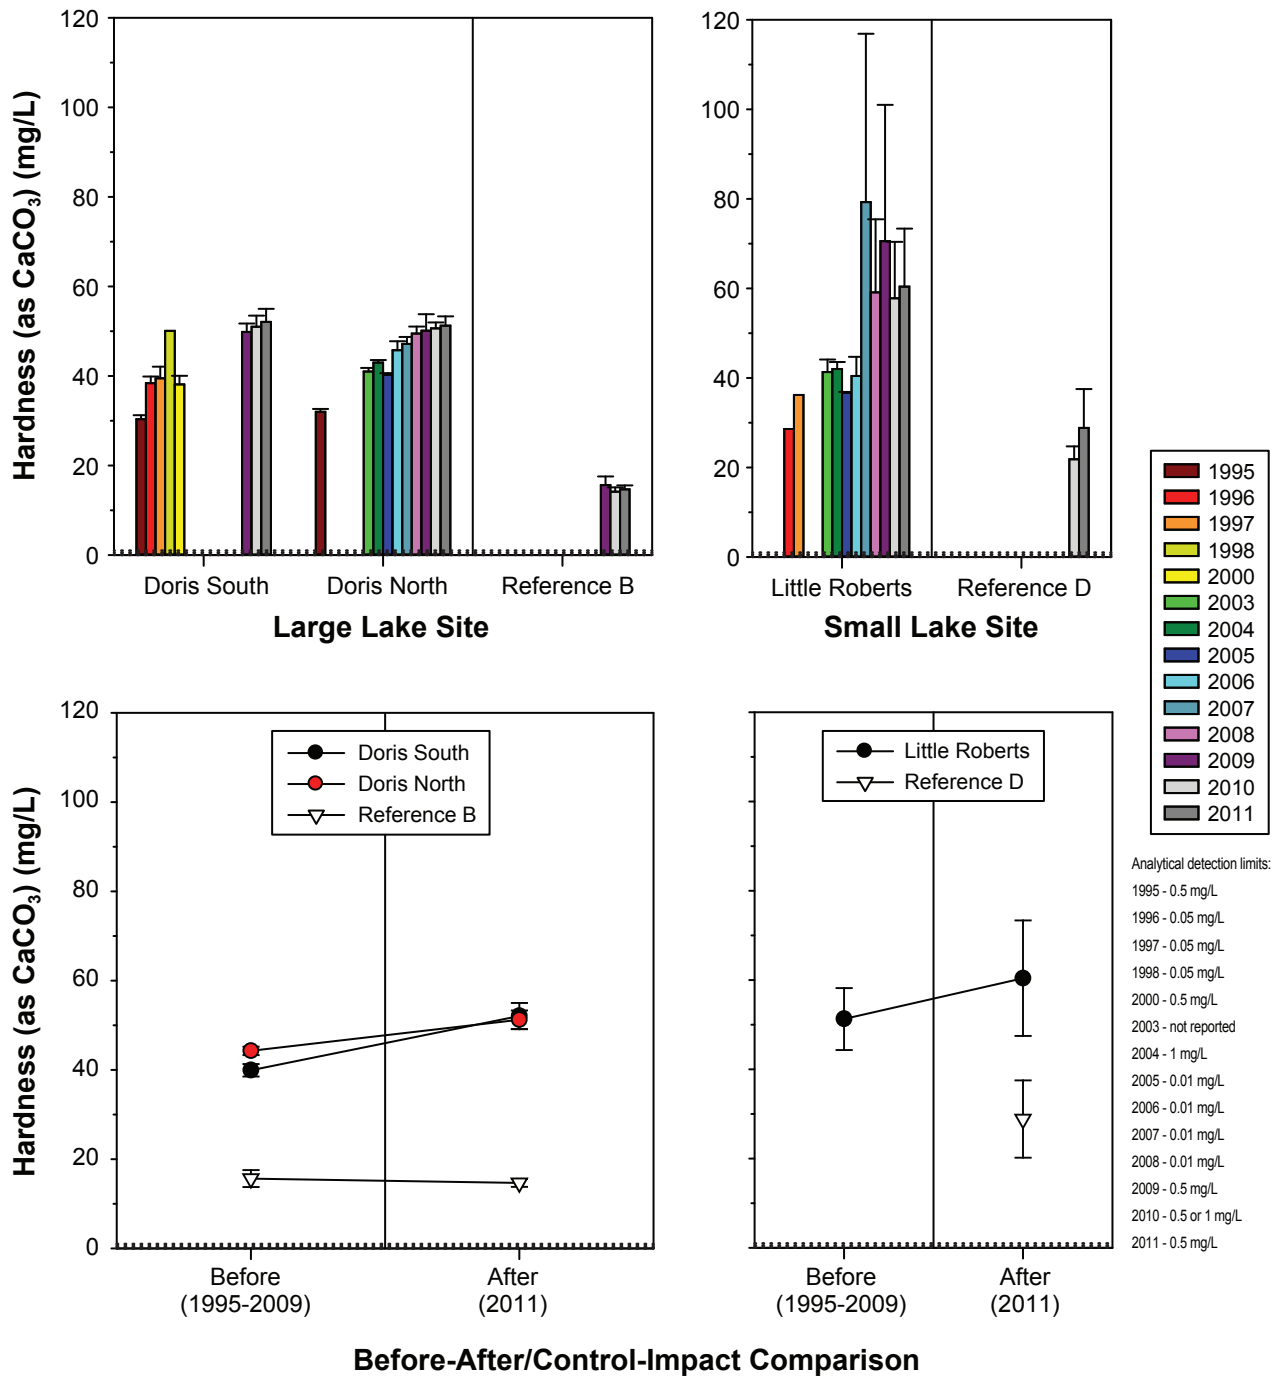 Hardness (as CaCO₃) (mg/L)
120
100
80
60
40
20
0
Doris South
Doris North
Reference B
Large Lake Site
120
100
80
60
40
20
0
Little Roberts
Reference D
Small Lake Site
1995
1996
1997
1998
2000
2003
2004
2005
2006
2007
2008
2009
2010
2011
Analytical detection limits:
1995 - 0.5 mg/L
1996 - 0.05 mg/L
1997 - 0.05 mg/L
1998 - 0.05 mg/L
2000 - 0.5 mg/L
2003 - not reported
2004 - 1 mg/L
2005 - 0.01 mg/L
2006 - 0.01 mg/L
2007 - 0.01 mg/L
2008 - 0.01 mg/L
2009 - 0.5 mg/L
2010 - 0.5 or 1 mg/L
2011 - 0.5 mg/L
Hardness (as CaCO₃) (mg/L)
120
100
80
60
40
20
0
Doris South
Doris North
Reference B
Before
(1995-2009)
After
(2011)
Little Roberts
Reference D
Before
(1995-2009)
After
(2011)
Before-After/Control-Impact Comparison